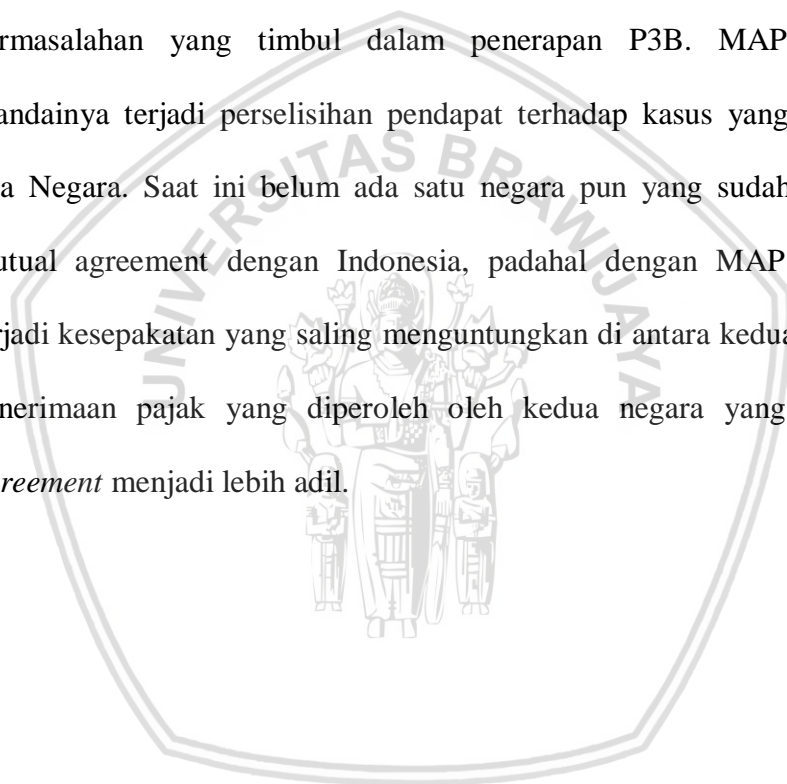 rmasalahan yang timbul dalam penerapan P3B. MAP
andainya terjadi perselisihan pendapat terhadap kasus yang
a Negara. Saat ini belum ada satu negara pun yang sudah
utual agreement dengan Indonesia, padahal dengan MAP
rjadi kesepakatan yang saling menguntungkan di antara kedua
nerimaan pajak yang diperoleh oleh kedua negara yang
reement menjadi lebih adil.
UNIVERSITAS BRAWIJAYA